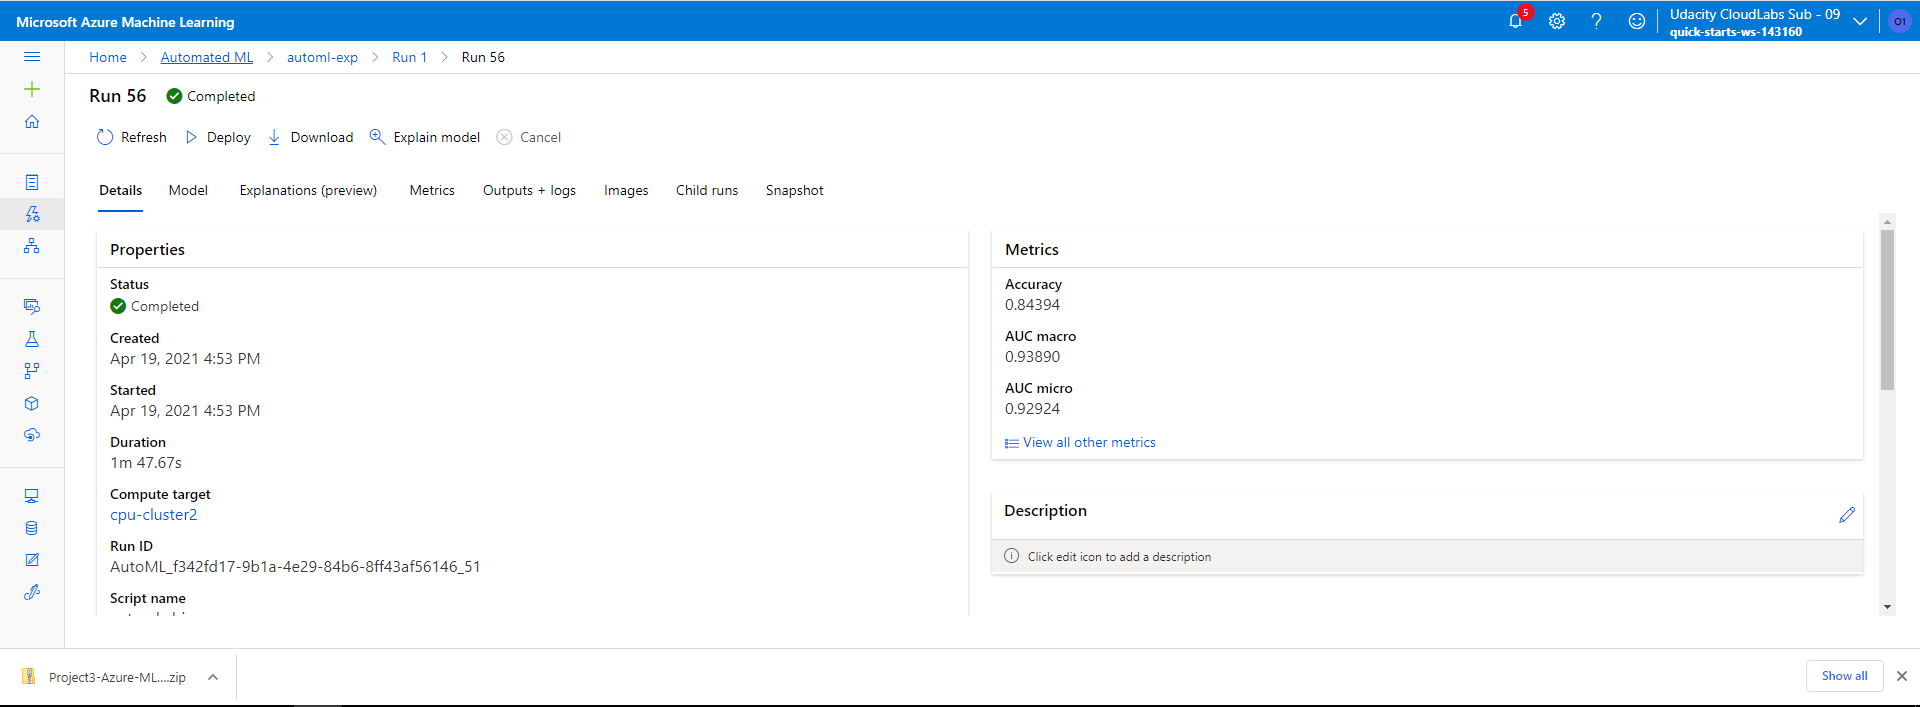 Microsoft Azure Machine Learning
5
Udacity CloudLabs Sub - 09
quick-starts-ws-143160
O1
Home > Automated ML > automl-exp > Run 1 > Run 56
Run 56 Completed
Refresh Deploy Download Explain model Cancel
Details Model Explanations (preview) Metrics Outputs + logs Images Child runs Snapshot
Properties
Status
Completed
Created
Apr 19, 2021 4:53 PM
Started
Apr 19, 2021 4:53 PM
Duration
1m 47.67s
Compute target
cpu-cluster2
Run ID
AutoML_f342fd17-9b1a-4e29-84b6-8ff43af56146_51
Script name
Metrics
Accuracy
0.84394
AUC macro
0.93890
AUC micro
0.92924
View all other metrics
Description
Click edit icon to add a description
Project3-Azure-ML....zip
Show all